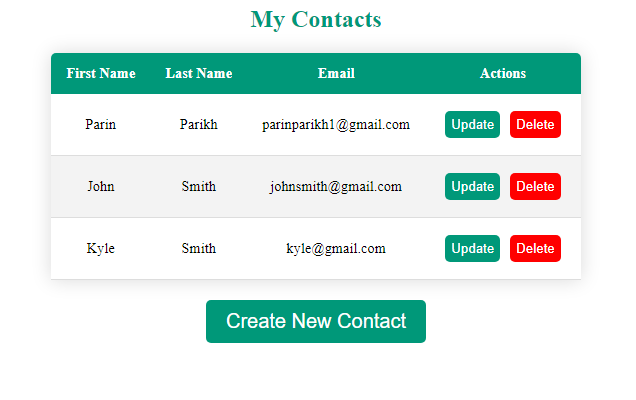 My Contacts
First Name Last Name Email Actions
Parin Parikh parinparikh1@gmail.com Update Delete
John Smith johnsmith@gmail.com Update Delete
Kyle Smith kyle@gmail.com Update Delete
Create New Contact